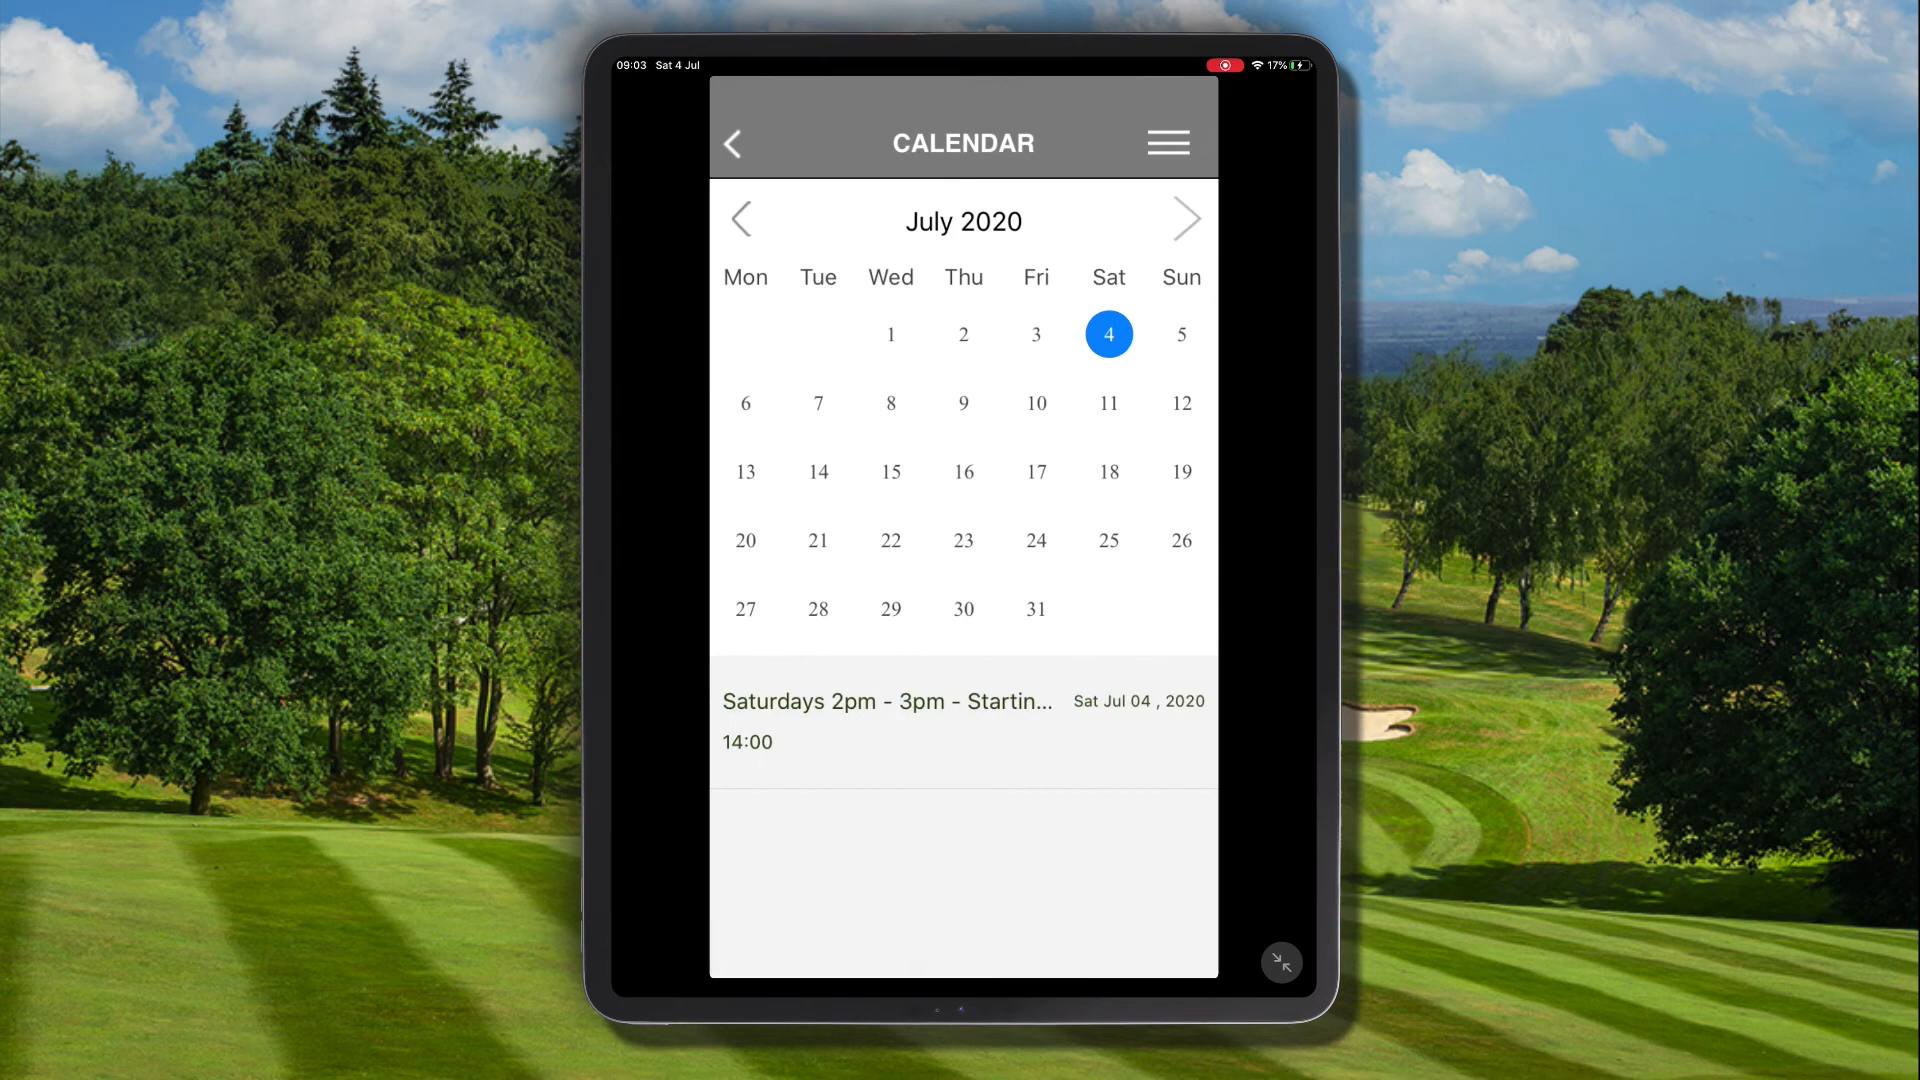 09:03 Sat 4 Jul 17%
CALENDAR
July 2020
Mon Tue Wed Thu Fri Sat Sun
1 2 3 4 5
6 7 8 9 10 11 12
13 14 15 16 17 18 19
20 21 22 23 24 25 26
27 28 29 30 31
Saturdays 2pm - 3pm - Startin... Sat Jul 04 , 2020
14:00